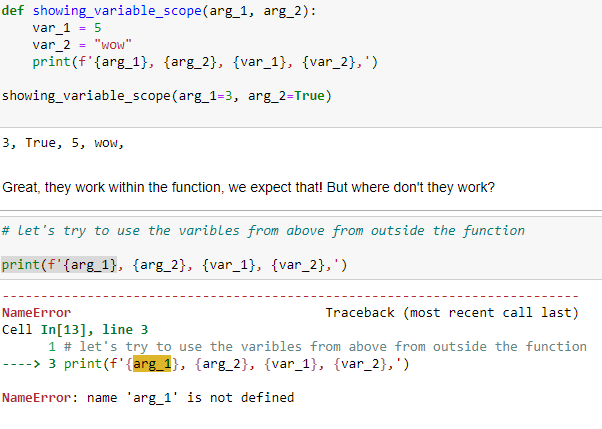 def showing_variable_scope(arg_1, arg_2):
    var_1 = 5
    var_2 = "wow"
    print(f'{arg_1}, {arg_2}, {var_1}, {var_2},')
showing_variable_scope(arg_1=3, arg_2=True)
3, True, 5, wow,
Great, they work within the function, we expect that! But where don't they work?
# let's try to use the varibles from above from outside the function
print(f'{arg_1}, {arg_2}, {var_1}, {var_2},')
---------------------------------------------------------------------------
NameError                                 Traceback (most recent call last)
Cell In[13], line 3
      1 # let's try to use the varibles from above from outside the function
----> 3 print(f'{arg_1}, {arg_2}, {var_1}, {var_2},')
NameError: name 'arg_1' is not defined